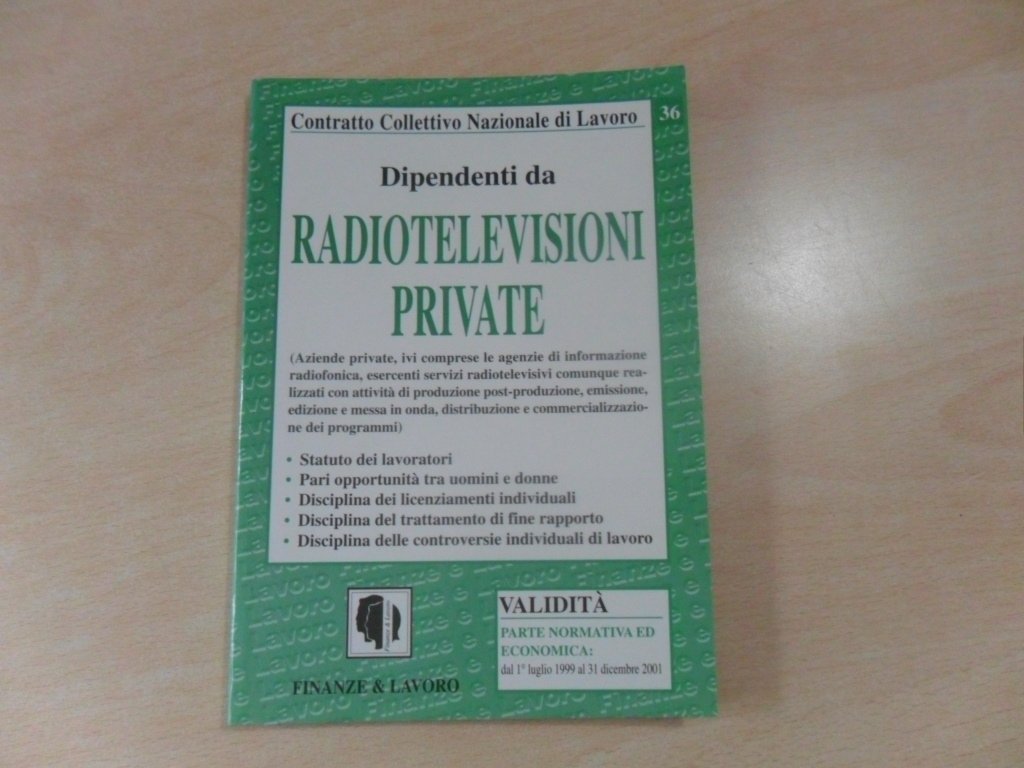 Contratto Collettivo Nazionale di Lavoro
36
Dipendenti da
RADIOTELEVISIONI
PRIVATE
(Aziende private, ivi comprese le agenzie di informazione
radiofonica, esercenti servizi radiotelevisivi comunque rea-
lizzati con attività di produzione post-produzione, emissione,
edizione e messa in onda, distribuzione e commercializzazio-
ne dei programmi)
• Statuto dei lavoratori
• Pari opportunità tra uomini e donne
• Disciplina dei licenziamenti individuali
• Disciplina del trattamento di fine rapporto
• Disciplina delle controversie individuali di lavoro
Finanze & Lavoro
FINANZE & LAVORO
VALIDITÀ
PARTE NORMATIVA ED
ECONOMICA:
dal 1° luglio 1999 al 31 dicembre 2001